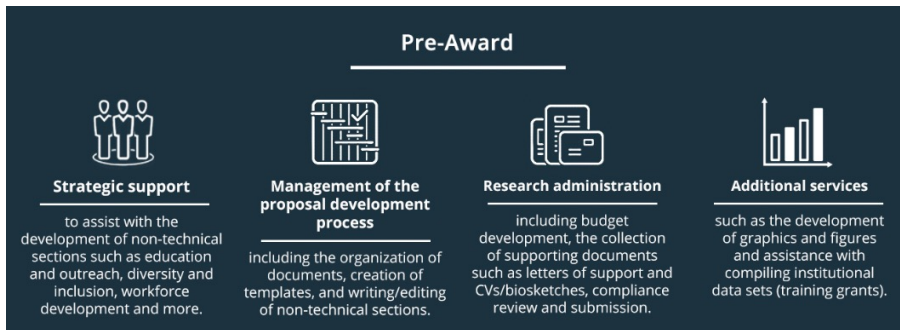 Pre-Award
Strategic support
to assist with the
development of non-technical
sections such as education
and outreach, diversity and
inclusion, workforce
development and more.
Management of the
proposal development
process
including the organization of
documents, creation of
templates, and writing/editing
of non-technical sections.
Research administration
including budget
development, the collection
of supporting documents
such as letters of support and
CVs/biosketches, compliance
review and submission.
Additional services
such as the development
of graphics and figures
and assistance with
compiling institutional
data sets (training grants).